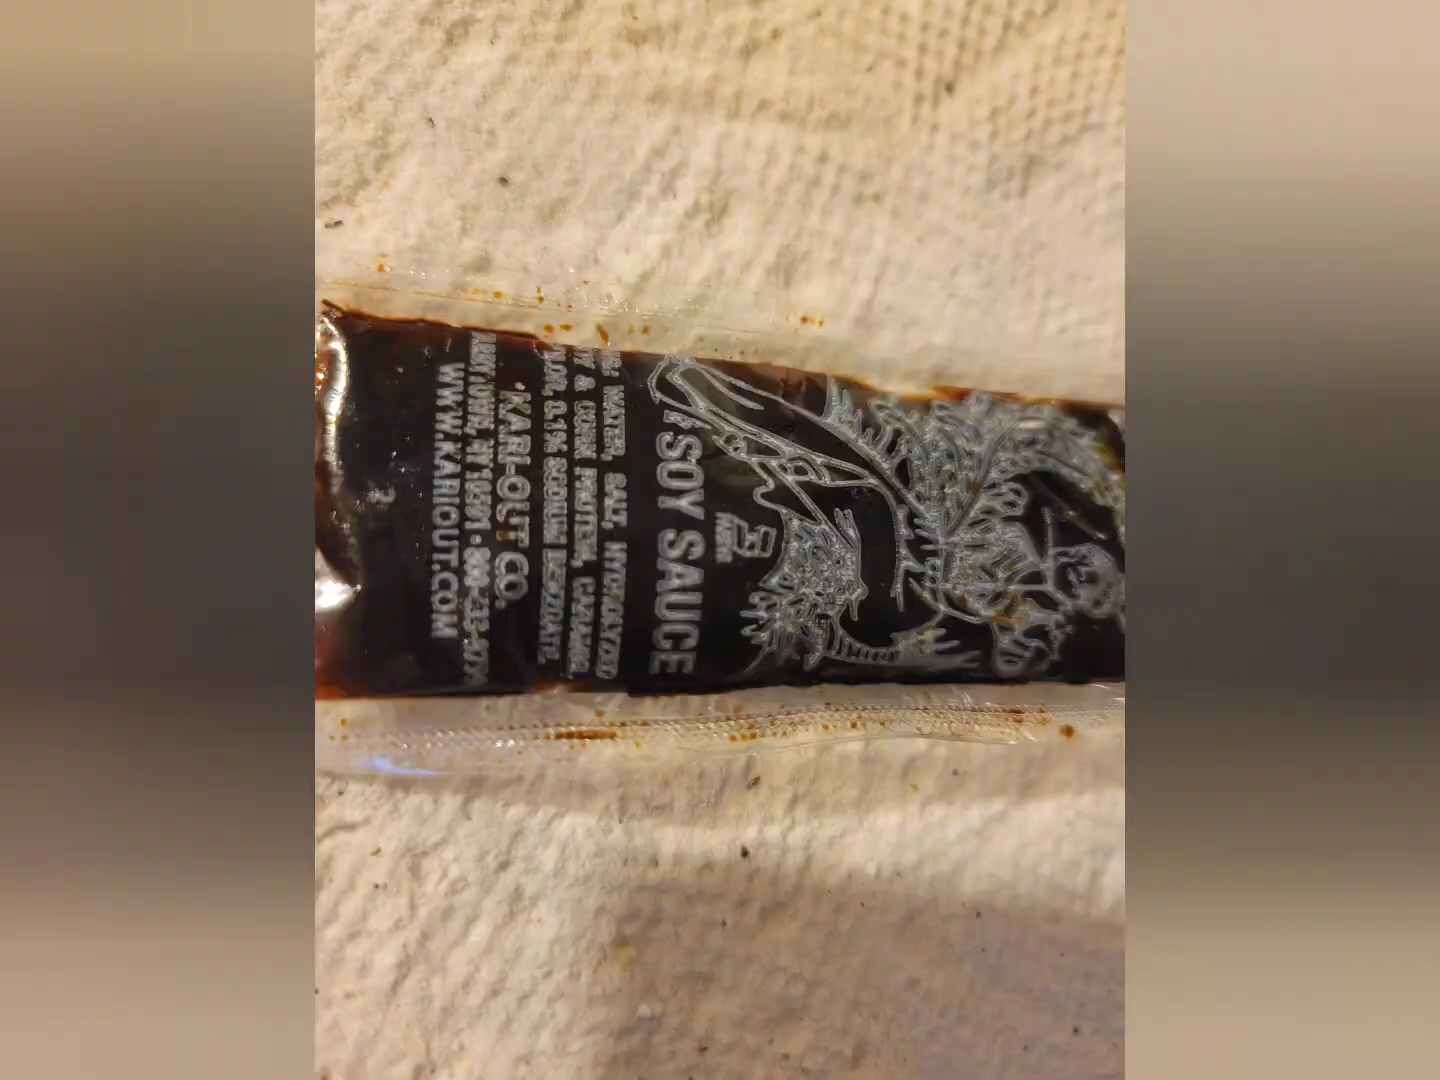 SOY SAUCE
WATER, SALT, HYDROLYZED
& CORN PROTEIN, CARAMEL
0.1% SODIUM BENZOATE.
KARI-OUT CO.
NY 10591
WWW.KARIOUT.COM